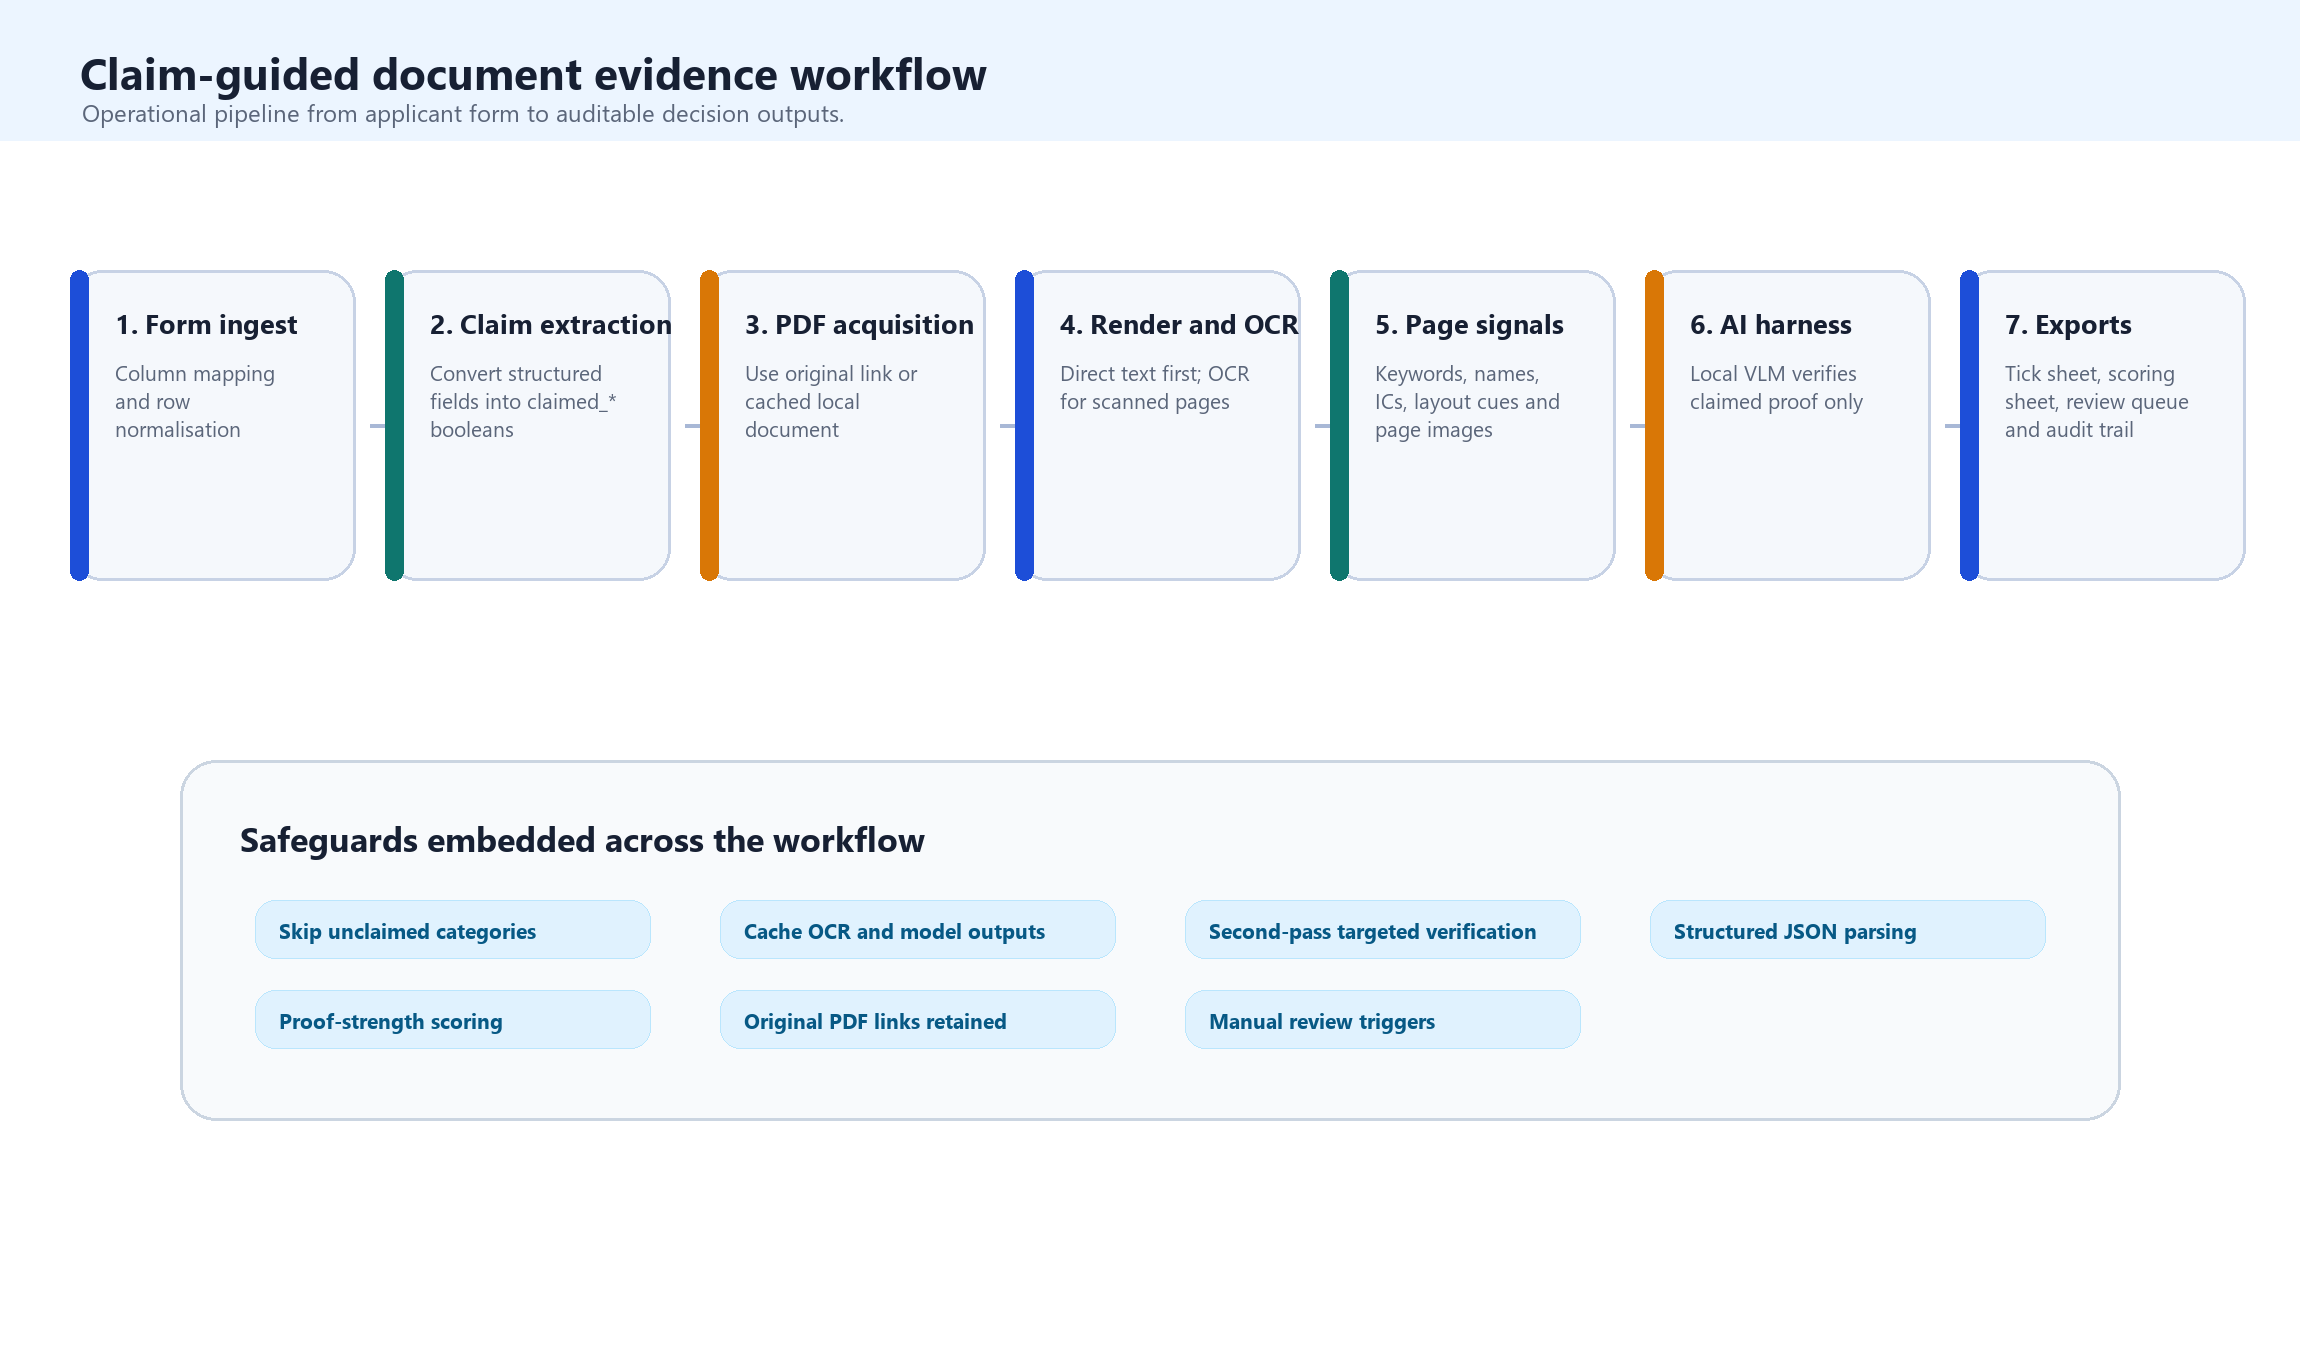 Claim-guided document evidence workflow
Operational pipeline from applicant form to auditable decision outputs.
1. Form ingest
Column mapping
and row
normalisation
2. Claim extraction
Convert structured
fields into claimed_*
booleans
3. PDF acquisition
Use original link or
cached local
document
4. Render and OCR
Direct text first; OCR
for scanned pages
5. Page signals
Keywords, names,
ICs, layout cues and
page images
6. AI harness
Local VLM verifies
claimed proof only
7. Exports
Tick sheet, scoring
sheet, review queue
and audit trail
Safeguards embedded across the workflow
Skip unclaimed categories
Cache OCR and model outputs
Second-pass targeted verification
Structured JSON parsing
Proof-strength scoring
Original PDF links retained
Manual review triggers